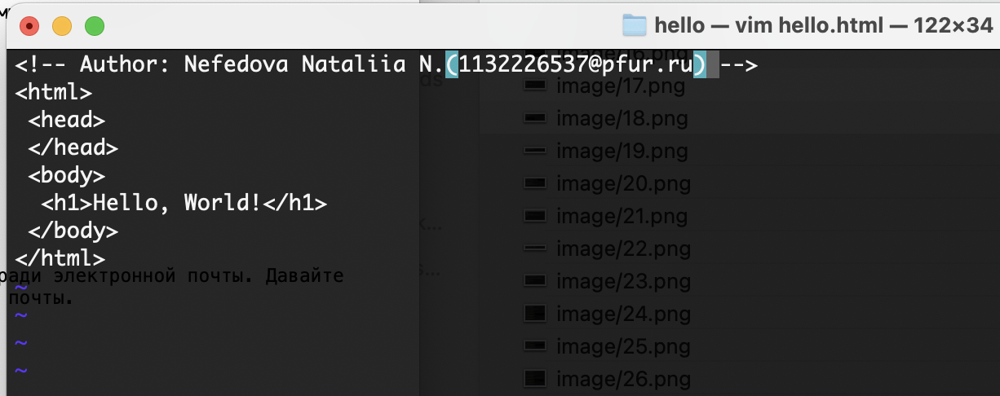 hello — vim hello.html — 122×34
<!-- Author: Nefedova Nataliia N.(1132226537@pfur.ru) -->
<html>
 <head>
 </head>
 <body>
  <h1>Hello, World!</h1>
 </body>
</html>
~
~
~
~
ради электронной почты. Давайте
почты.
image/16.png
image/17.png
image/18.png
image/19.png
image/20.png
image/21.png
image/22.png
image/23.png
image/24.png
image/25.png
image/26.png